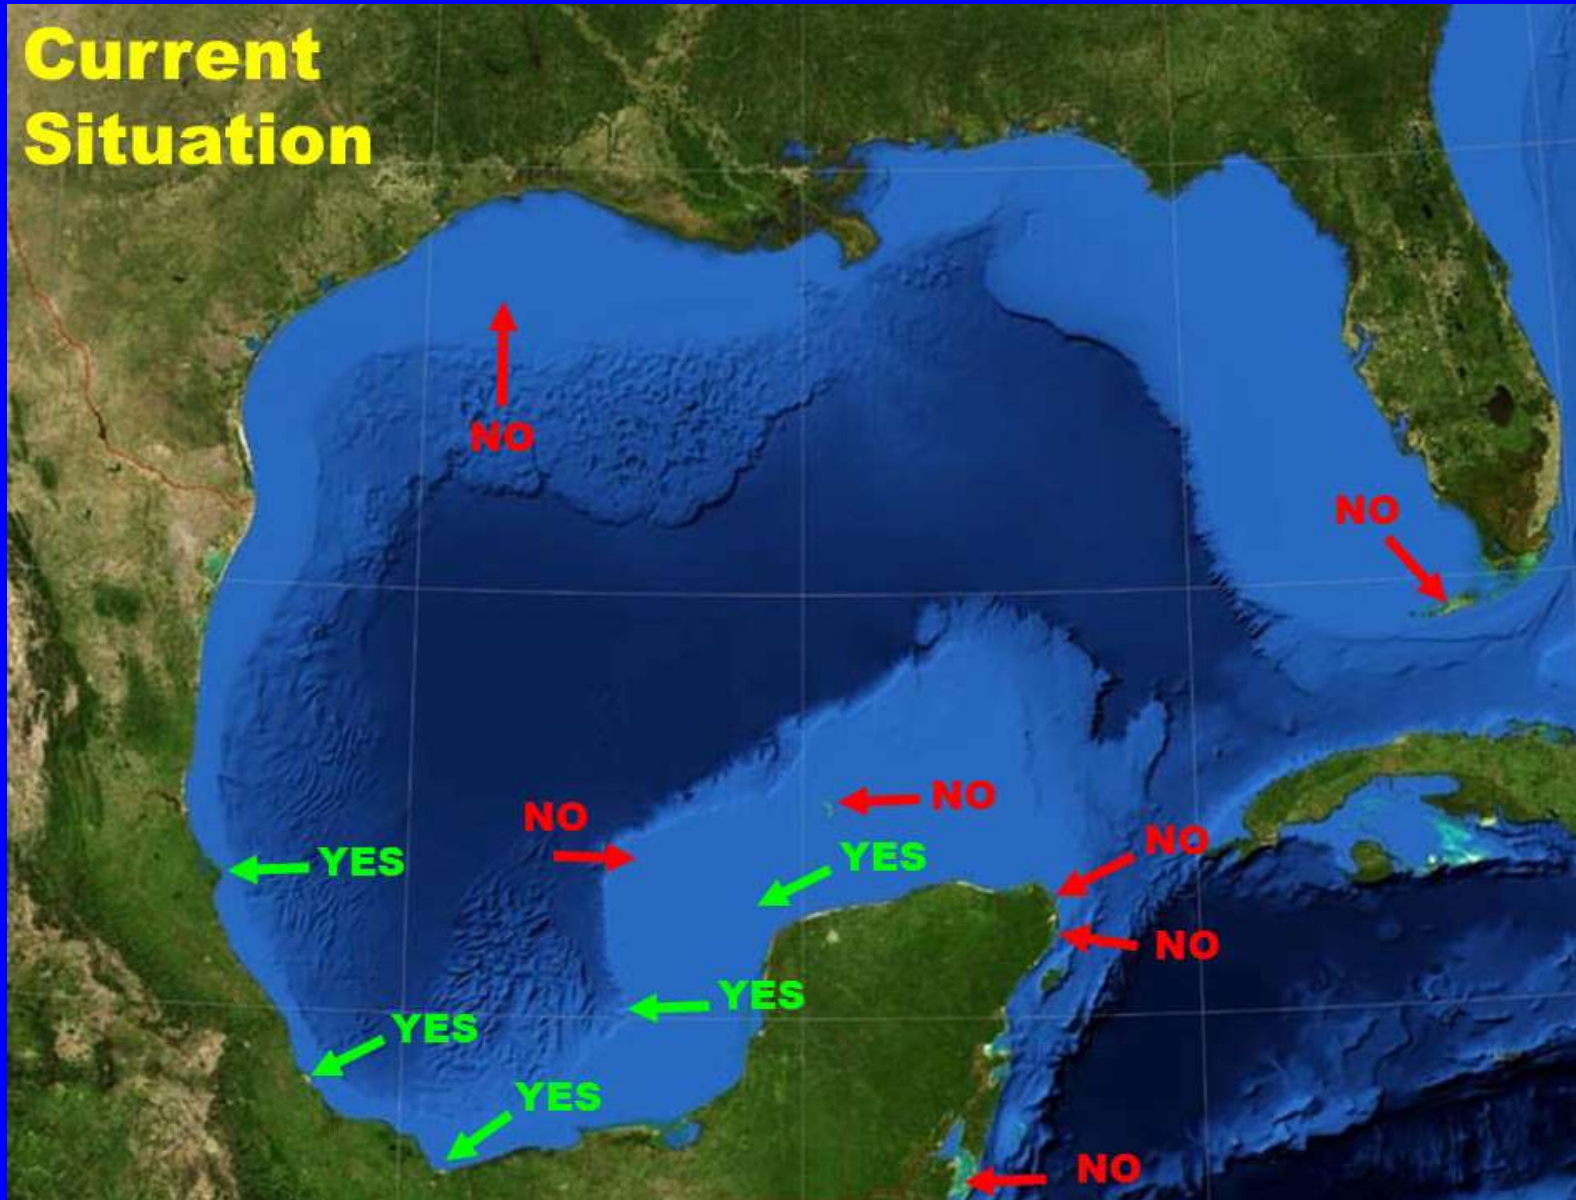 Current
Situation
NO
NO
NO
NO
YES
YES
NO
NO
YES
YES
YES
NO